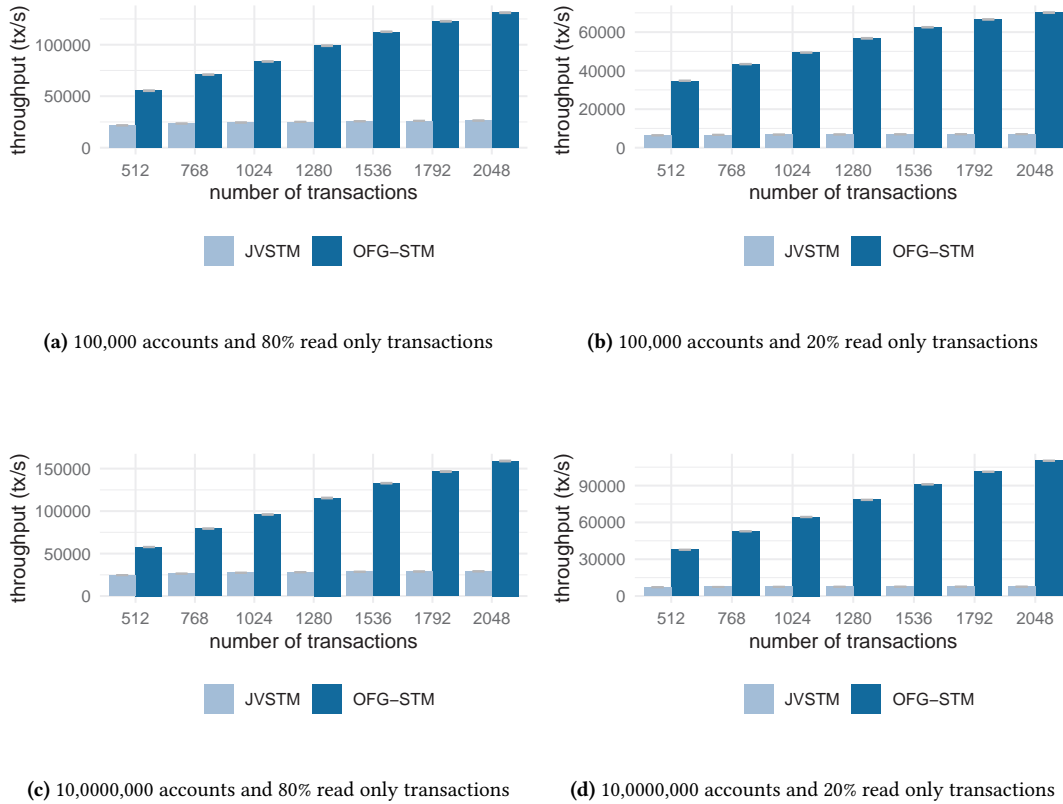 throughput (tx/s)
100000
50000
0
512 768 1024 1280 1536 1792 2048
number of transactions
JVSTM OFG−STM
(a) 100,000 accounts and 80% read only transactions
throughput (tx/s)
60000
40000
20000
0
512 768 1024 1280 1536 1792 2048
number of transactions
JVSTM OFG−STM
(b) 100,000 accounts and 20% read only transactions
throughput (tx/s)
150000
100000
50000
0
512 768 1024 1280 1536 1792 2048
number of transactions
JVSTM OFG−STM
(c) 10,0000,000 accounts and 80% read only transactions
throughput (tx/s)
90000
60000
30000
0
512 768 1024 1280 1536 1792 2048
number of transactions
JVSTM OFG−STM
(d) 10,0000,000 accounts and 20% read only transactions